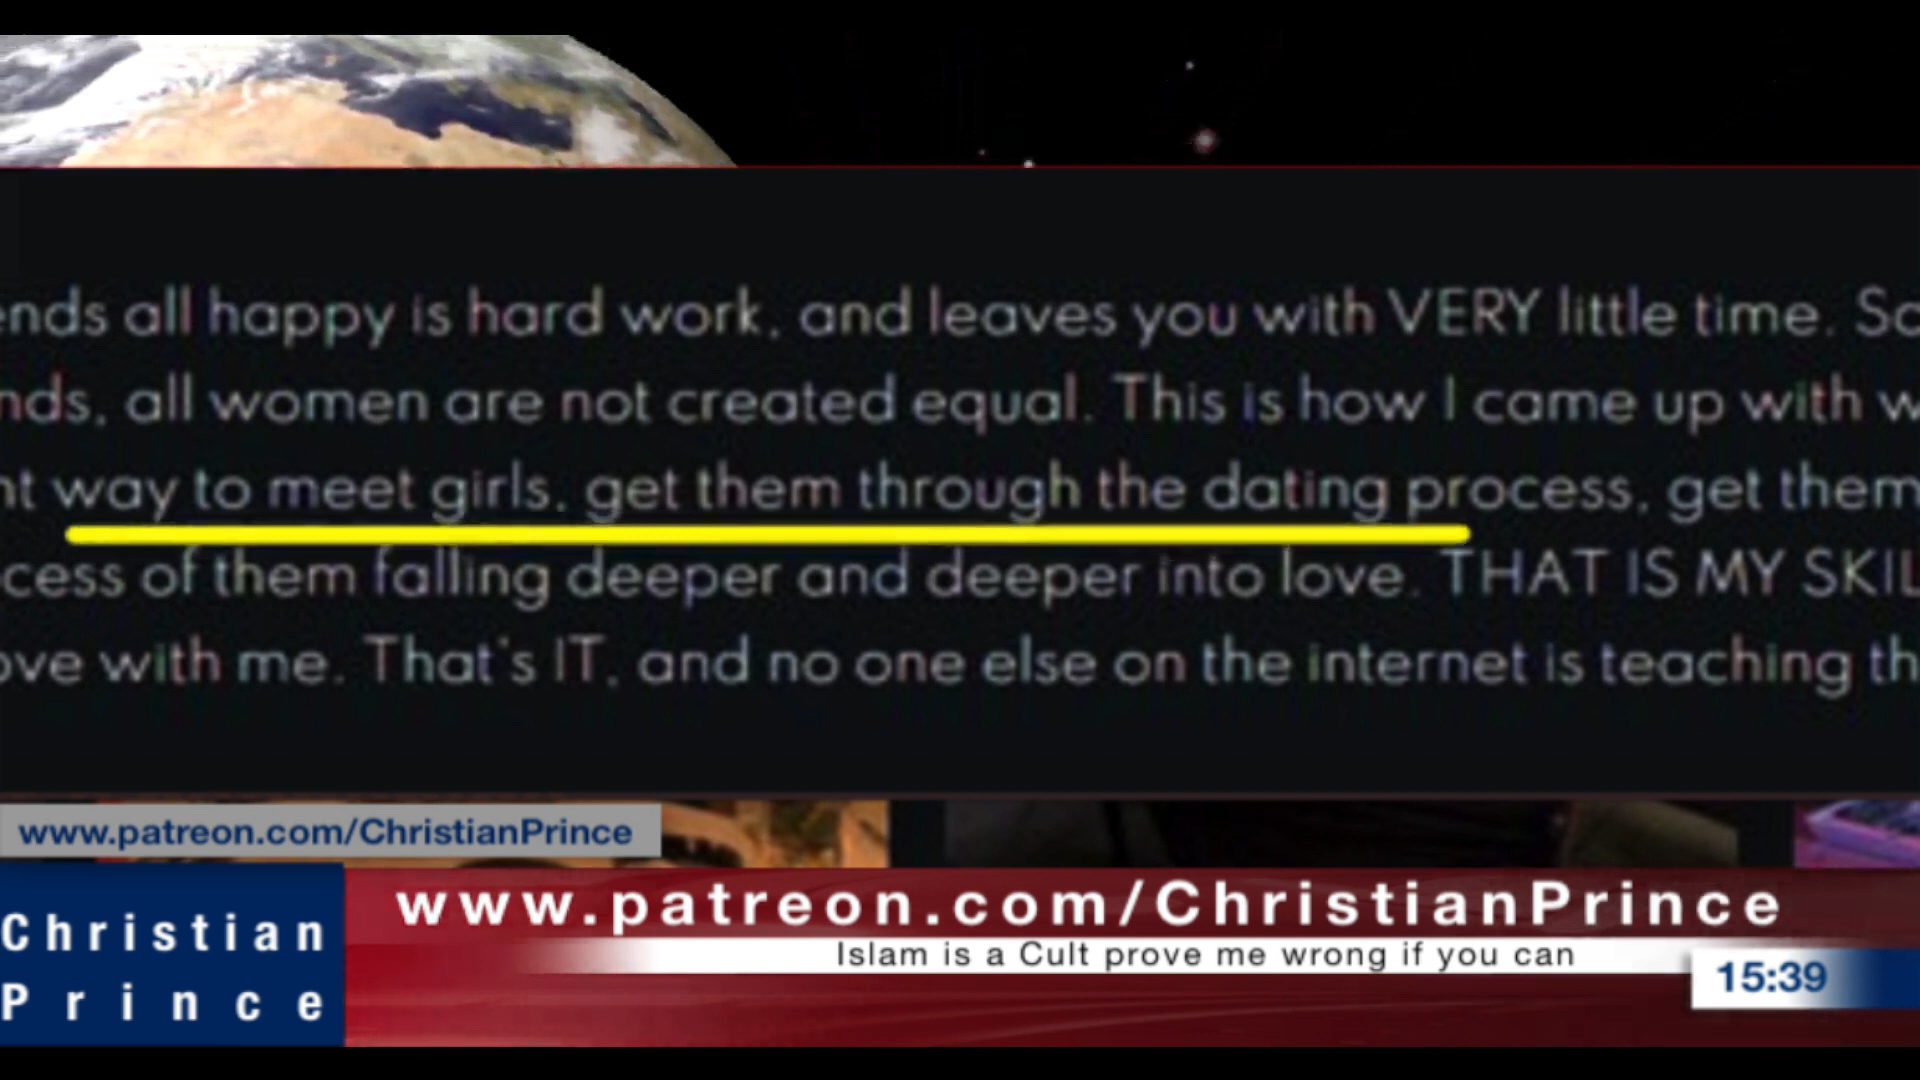 ends all happy is hard work, and leaves you with VERY little time. So
nds, all women are not created equal. This is how I came up with w
nt way to meet girls, get them through the dating process, get them
cess of them falling deeper and deeper into love. THAT IS MY SKIL
ove with me. That's IT, and no one else on the internet is teaching th
www.patreon.com/ChristianPrince
Christian
Prince
www.patreon.com/ChristianPrince
Islam is a Cult prove me wrong if you can
15:39